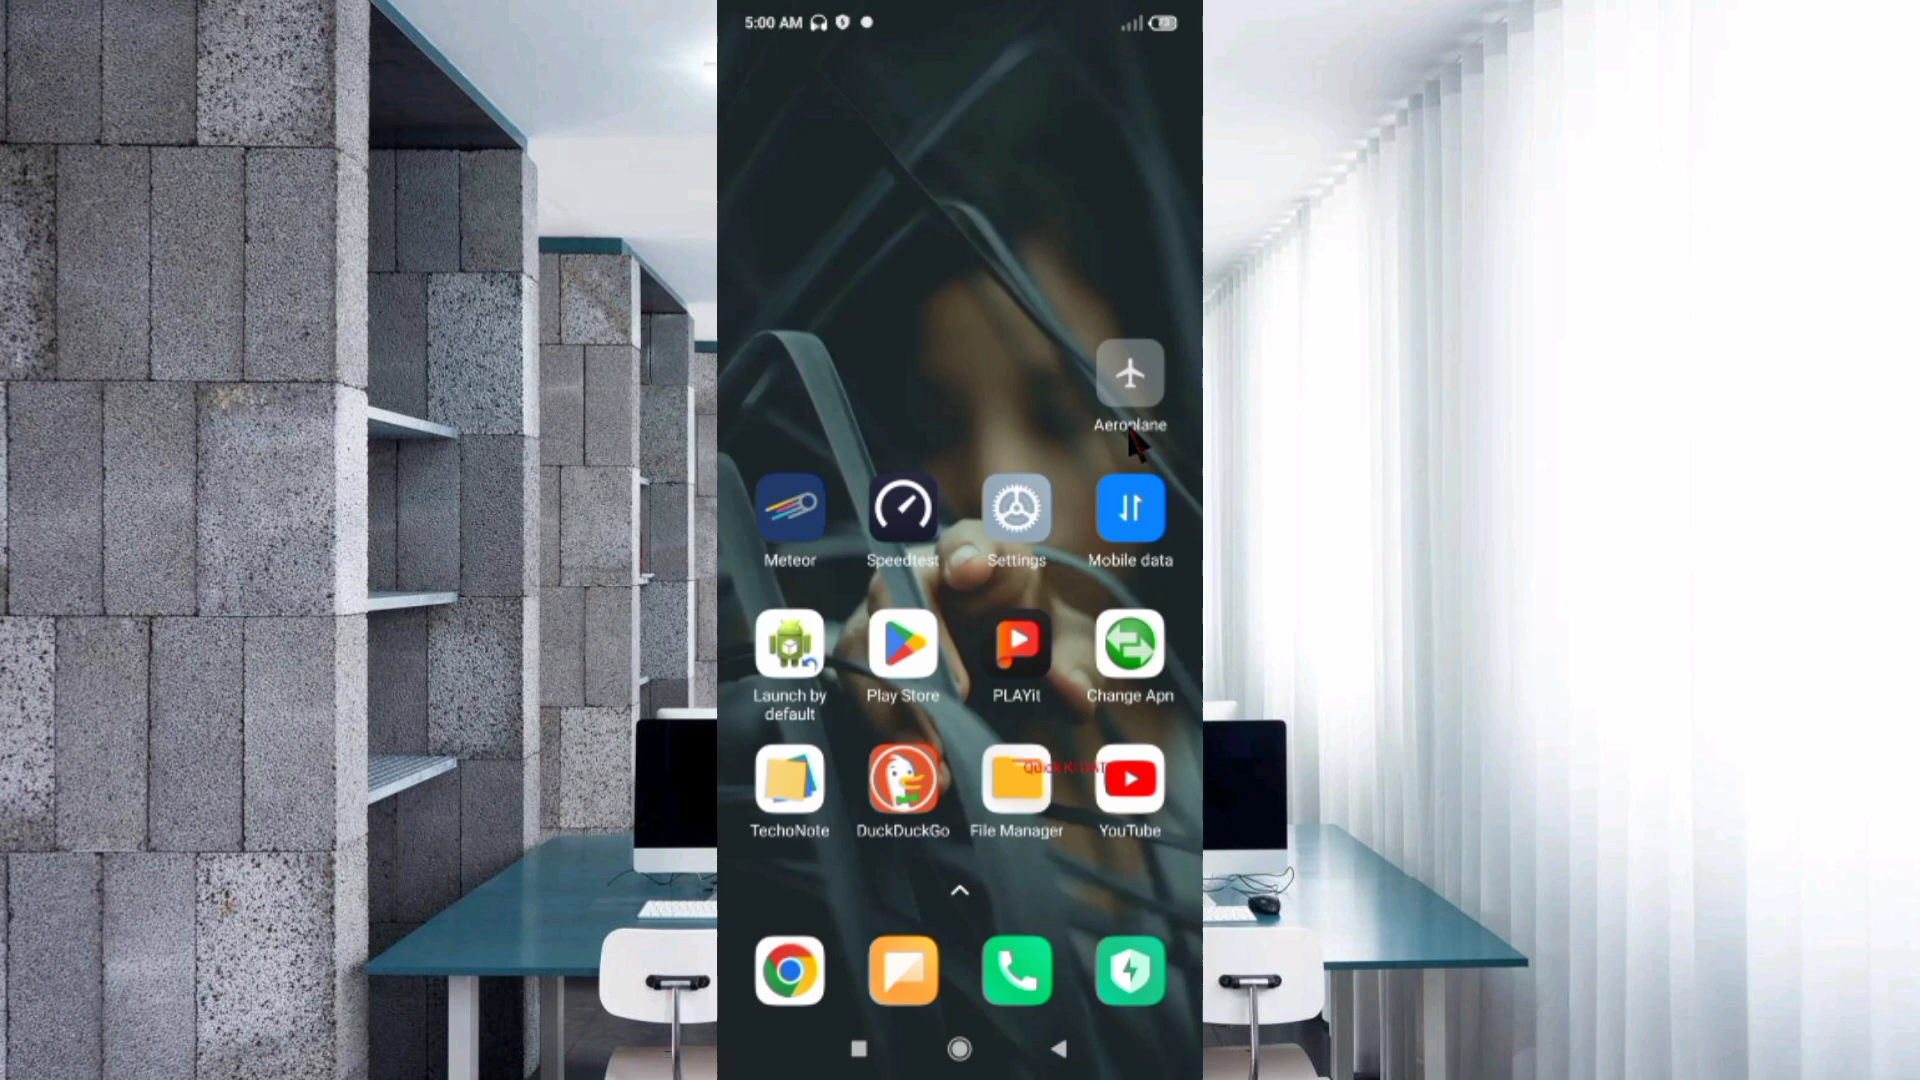 5:00 AM
Aeroplane
Meteor
Speedtest
Settings
Mobile data
Launch by
default
Play Store
PLAYit
Change Apn
TechoNote
DuckDuckGo
File Manager
YouTube